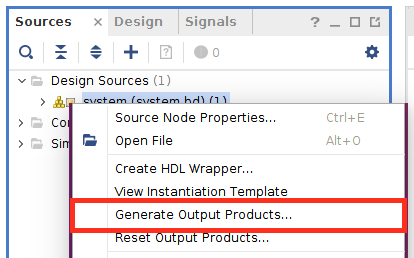 Sources Design Signals
0
Design Sources (1)
system (system.bd) (1)
Con
Sim
Source Node Properties... Ctrl+E
Open File Alt+O
Create HDL Wrapper...
View Instantiation Template
Generate Output Products...
Reset Output Products...